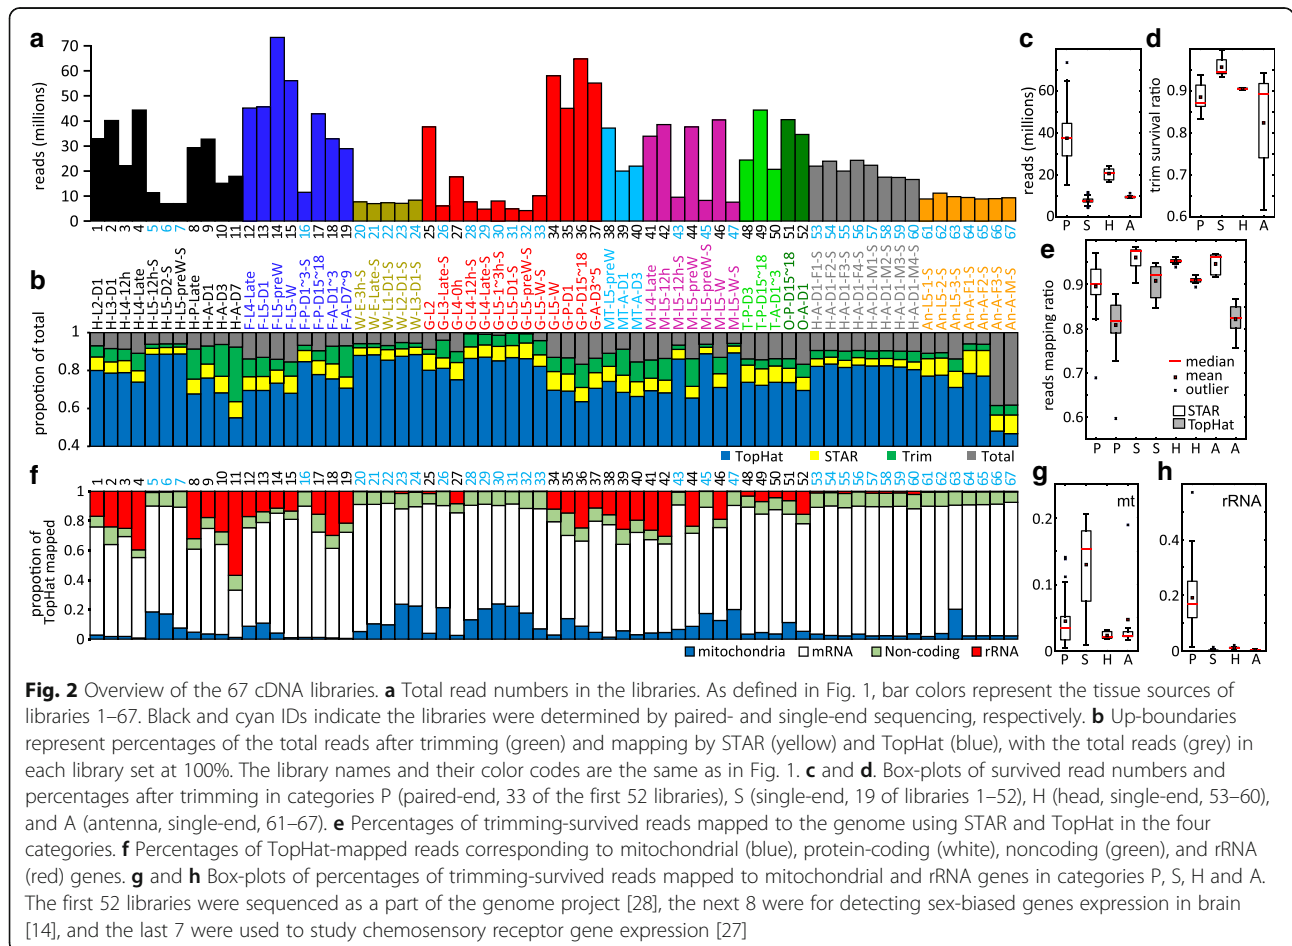 a
reads (millions)
70
60
50
40
30
20
10
0
1 2 3 4 5 6 7 8 9 10 11 12 13 14 15 16 17 18 19 20 21 22 23 24 25 26 27 28 29 30 31 32 33 34 35 36 37 38 39 40 41 42 43 44 45 46 47 48 49 50 51 52 53 54 55 56 57 58 59 60 61 62 63 64 65 66 67
c
reads (millions)
60
40
20
0
P S H A
d
trim survival ratio
0.9
0.8
0.7
0.6
P S H A
b
H-L2-D1
H-L3-D1
H-L4-12h
H-L4-Late
H-L5-12h-S
H-L5-D2-S
H-L5-preW-S
H-P-Late
H-A-D1
H-A-D3
H-A-D7
F-L4-Late
F-L5-D1
F-L5-preW
F-L5-W
F-P-D1~3-S
F-P-D15~18
F-A-D1~3
F-A-D7~9
W-E-3h-S
W-E-Late-S
W-L1-D1-S
W-L2-D1-S
W-L3-D1-S
G-L2
G-L3-Late-S
G-L4-0h
G-L4-12h-S
G-L4-Late-S
G-L5-1~3h-S
G-L5-D1-S
G-L5-preW-S
G-L5-W-S
G-L5-W
G-P-D1
G-P-D15~18
G-A-D3~5
MT-L5-preW
MT-A-D1
MT-A-D3
M-L4-Late
M-L5-12h
M-L5-12h-S
M-L5-preW
M-L5-preW-S
M-L5-W
M-L5-W-S
T-P-D3
T-P-D15~18
T-A-D1~3
O-P-D15~18
O-A-D1
H-A-D1-F1-S
H-A-D1-F2-S
H-A-D1-F3-S
H-A-D1-F4-S
H-A-D1-M1-S
H-A-D1-M2-S
H-A-D1-M3-S
H-A-D1-M4-S
An-L5-1-S
An-L5-2-S
An-L5-3-S
An-A-F1-S
An-A-F2-S
An-A-F3-S
An-A-M-S
propotion of total
1
0.8
0.6
0.4
TopHat STAR Trim Total
e
reads mapping ratio
0.9
0.8
0.7
0.6
median
mean
outlier
STAR
TopHat
P P S S H H A A
f
1 2 3 4 5 6 7 8 9 10 11 12 13 14 15 16 17 18 19 20 21 22 23 24 25 26 27 28 29 30 31 32 33 34 35 36 37 38 39 40 41 42 43 44 45 46 47 48 49 50 51 52 53 54 55 56 57 58 59 60 61 62 63 64 65 66 67
proportion of
TopHat mapped
1
0.8
0.6
0.4
0.2
0
mitochondria mRNA Non-coding rRNA
g
mt
0.2
0.1
0
P S H A
h
rRNA
0.4
0.2
0
P S H A
Fig. 2 Overview of the 67 cDNA libraries. a Total read numbers in the libraries. As defined in Fig. 1, bar colors represent the tissue sources of
libraries 1–67. Black and cyan IDs indicate the libraries were determined by paired- and single-end sequencing, respectively. b Up-boundaries
represent percentages of the total reads after trimming (green) and mapping by STAR (yellow) and TopHat (blue), with the total reads (grey) in
each library set at 100%. The library names and their color codes are the same as in Fig. 1. c and d. Box-plots of survived read numbers and
percentages after trimming in categories P (paired-end, 33 of the first 52 libraries), S (single-end, 19 of libraries 1–52), H (head, single-end, 53–60),
and A (antenna, single-end, 61–67). e Percentages of trimming-survived reads mapped to the genome using STAR and TopHat in the four
categories. f Percentages of TopHat-mapped reads corresponding to mitochondrial (blue), protein-coding (white), noncoding (green), and rRNA
(red) genes. g and h Box-plots of percentages of trimming-survived reads mapped to mitochondrial and rRNA genes in categories P, S, H and A.
The first 52 libraries were sequenced as a part of the genome project [28], the next 8 were for detecting sex-biased genes expression in brain
[14], and the last 7 were used to study chemosensory receptor gene expression [27]